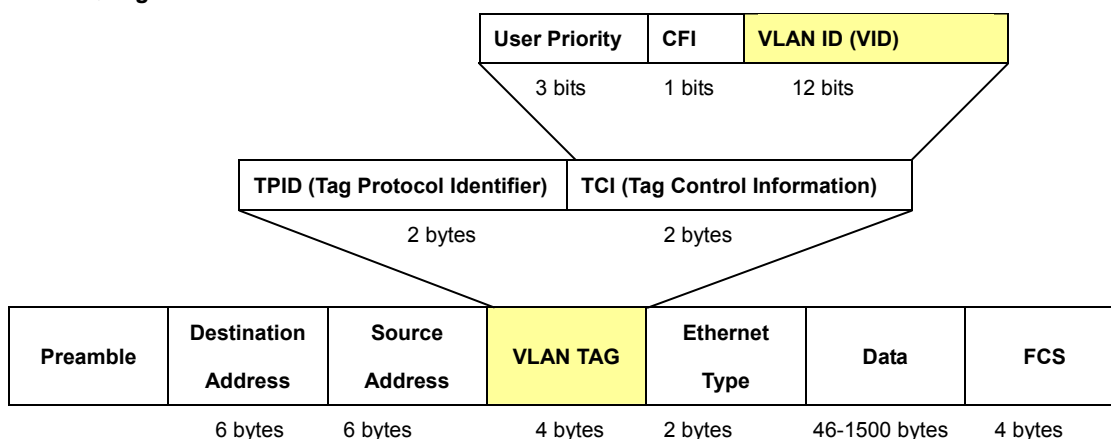 User Priority CFI VLAN ID (VID)
3 bits 1 bits 12 bits
TPID (Tag Protocol Identifier) TCI (Tag Control Information)
2 bytes 2 bytes
Preamble Destination Address Source Address VLAN TAG Ethernet Type Data FCS
6 bytes 6 bytes 4 bytes 2 bytes 46-1500 bytes 4 bytes